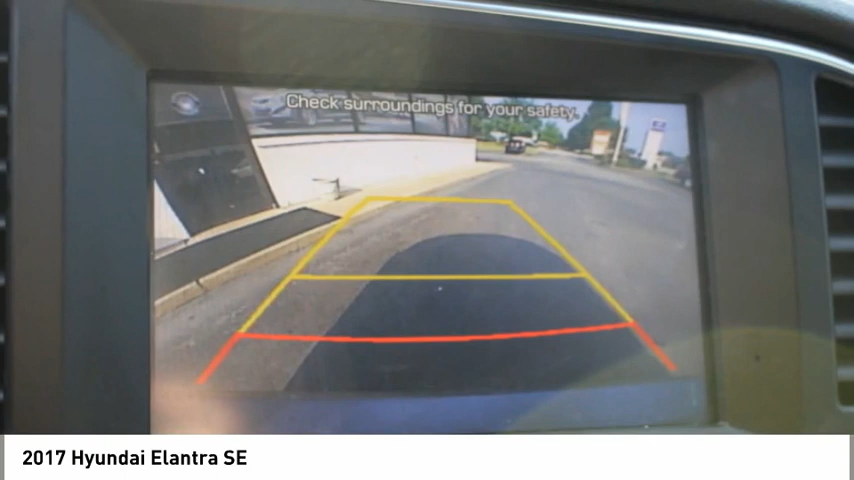 Check surroundings for your safety.
2017 Hyundai Elantra SE